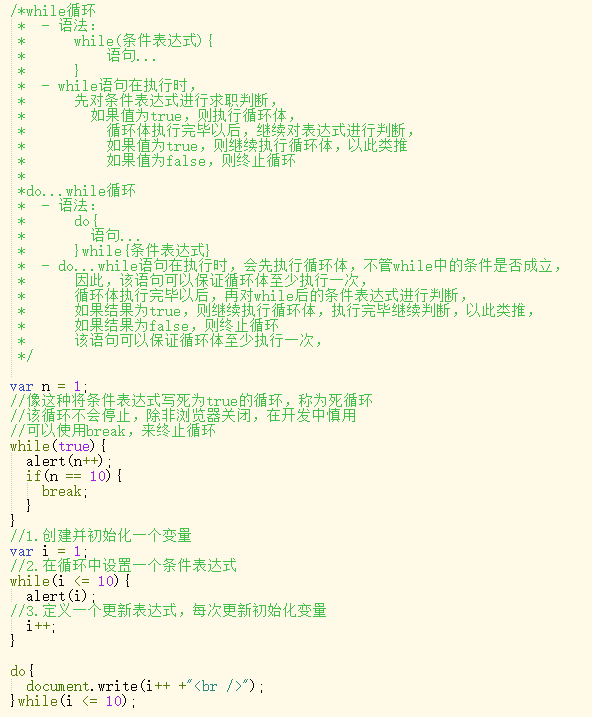 /*while循环
 *  - 语法:
 *      while(条件表达式){
 *          语句...
 *      }
 *  - while语句在执行时,
 *      先对条件表达式进行求职判断,
 *        如果值为true, 则执行循环体,
 *          循环体执行完毕以后, 继续对表达式进行判断,
 *          如果值为true, 则继续执行循环体, 以此类推
 *          如果值为false, 则终止循环
 *
 *do...while循环
 *  - 语法:
 *      do{
 *        语句...
 *      }while{条件表达式}
 *  - do...while语句在执行时, 会先执行循环体, 不管while中的条件是否成立,
 *      因此, 该语句可以保证循环体至少执行一次,
 *      循环体执行完毕以后, 再对while后的条件表达式进行判断,
 *      如果结果为true, 则继续执行循环体, 执行完毕继续判断, 以此类推,
 *      如果结果为false, 则终止循环
 *      该语句可以保证循环体至少执行一次,
 */
var n = 1;
//像这种将条件表达式写死为true的循环, 称为死循环
//该循环不会停止, 除非浏览器关闭, 在开发中慎用
//可以使用break, 来终止循环
while(true){
  alert(n++);
  if(n == 10){
    break;
  }
}
//1.创建并初始化一个变量
var i = 1;
//2.在循环中设置一个条件表达式
while(i <= 10){
  alert(i);
//3.定义一个更新表达式, 每次更新初始化变量
  i++;
}
do{
  document.write(i++ +"<br />");
}while(i <= 10);